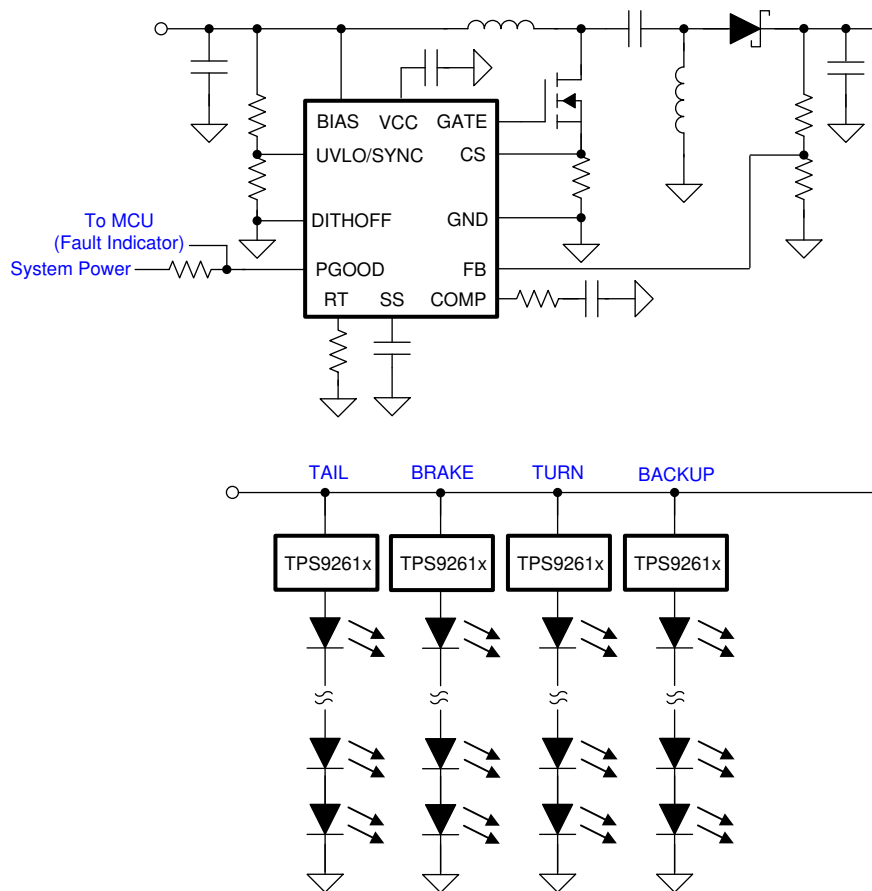 BIAS
VCC
GATE
UVLO/SYNC
CS
To MCU
(Fault Indicator)
DITHOFF
GND
System Power
PGOOD
FB
RT
SS
COMP
TAIL
BRAKE
TURN
BACKUP
TPS9261x
TPS9261x
TPS9261x
TPS9261x